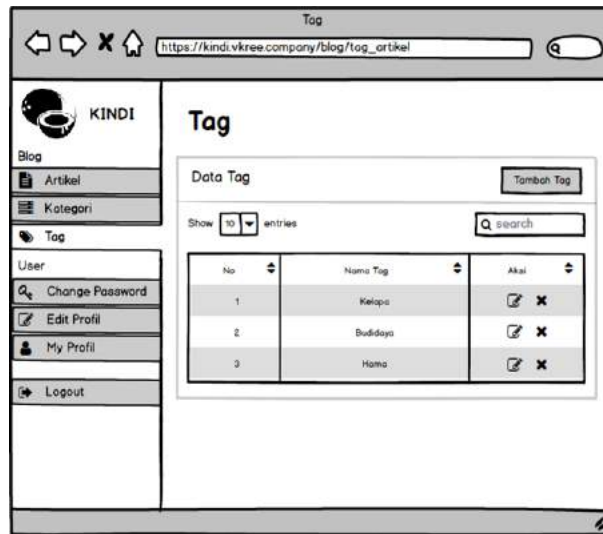 Tag
https://kindi.vkree.company/blog/tag_artikel
KINDI
Blog
Artikel
Kategori
Tag
User
Change Password
Edit Profil
My Profil
Logout
Tag
Data Tag
Tambah Tag
Show 10 entries
search
No Nama Tag Aksi
1 Kelapa
2 Budidaya
3 Hama